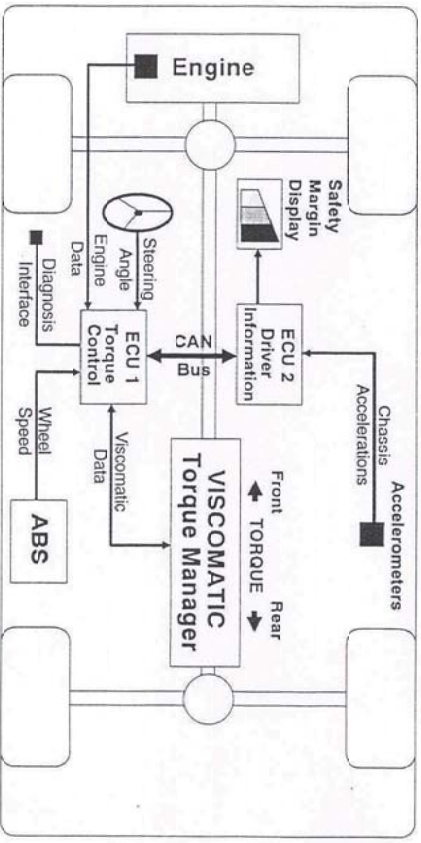 Engine
Safety
Margin
Display
Steering
Angle
Engine
Data
Diagnosis
Interface
ECU 1
Torque
Control
CAN
Bus
ECU 2
Driver
Information
Chassis
Accelerations
Accelerometers
Wheel
Speed
ABS
Viscomatic
Data
VISCOMATIC
Torque Manager
Front
TORQUE
Rear